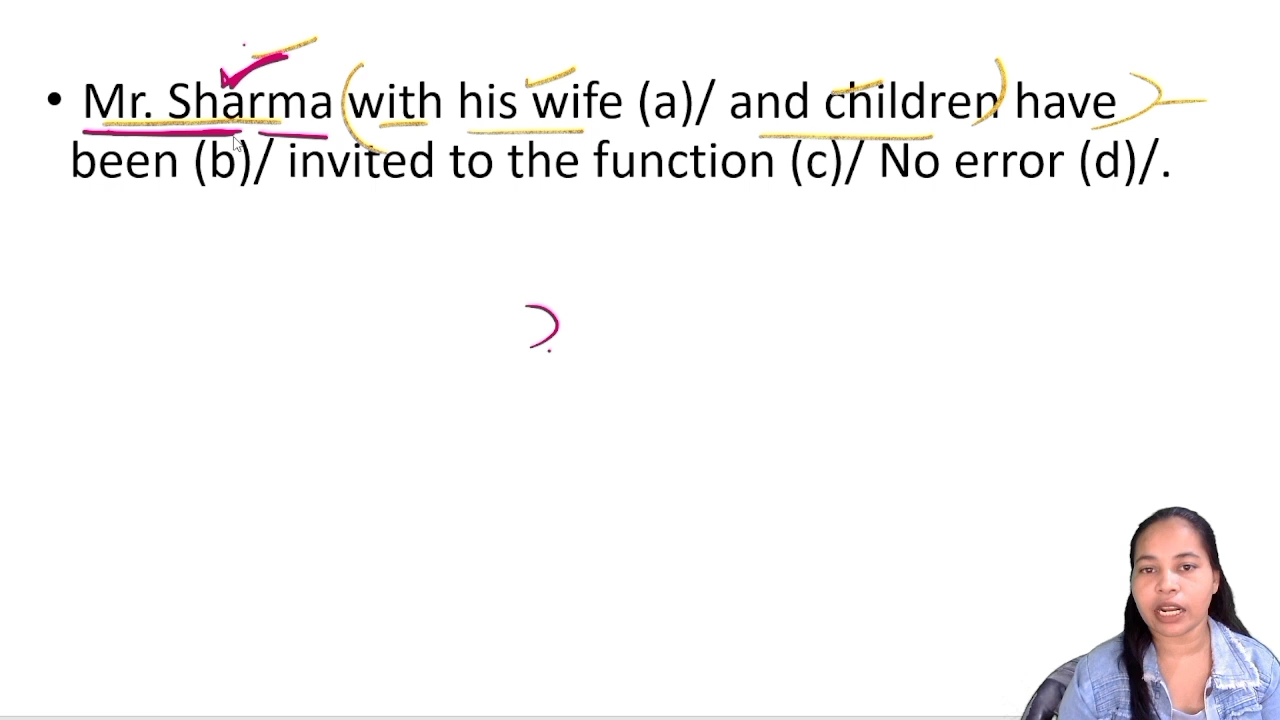 • Mr. Sharma with his wife (a)/ and children have
been (b)/ invited to the function (c)/ No error (d)/.